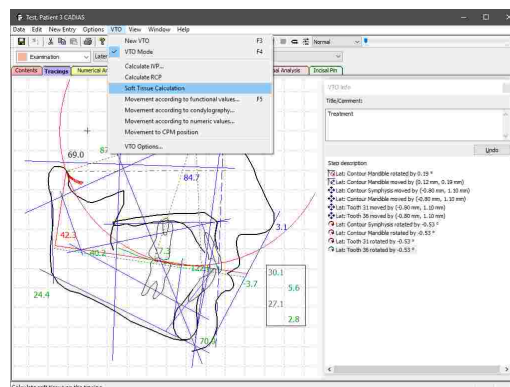 Test, Patient 3 CADIAS
Date Edit New Entry Options VTO View Window Help
Normal
Examination
Contents Tracings Numerical An
al Analysis Incisal Pin
New VTO F3
VTO Mode F4
Calculate IVP...
Calculate RCP
Soft Tissue Calculation
Movement according to functional values... F5
Movement according to condylography...
Movement according to numeric values...
Movement to CPM position
VTO Options...
VTO Info
Title/Comment:
Treatment
Undo
Step description
Lat: Contour Mandible rotated by 0.19 °
Lat: Contour Mandible moved by (0.12 mm, 0.19 mm)
Lat: Contour Symphysis moved by (-0.80 mm, 1.10 mm)
Lat: Contour Mandible moved by (-0.80 mm, 1.10 mm)
Lat: Tooth 31 moved by (-0.80 mm, 1.10 mm)
Lat: Tooth 36 moved by (-0.80 mm, 1.10 mm)
Lat: Contour Symphysis rotated by -0.53 °
Lat: Contour Mandible rotated by -0.53 °
Lat: Tooth 31 rotated by -0.53 °
Lat: Tooth 36 rotated by -0.53 °
69.0
87
84.7
42.3
40.2
3.1
-3.7
24.4
30.1
5.6
27.1
2.8